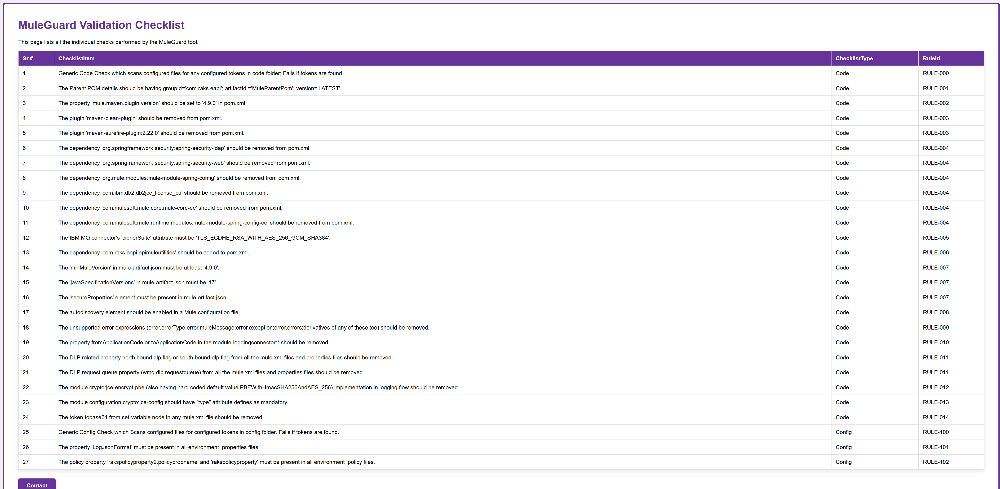 MuleGuard Validation Checklist
This page lists all the individual checks performed by the MuleGuard tool.
Sr.# ChecklistItem ChecklistType RuleId
1 Generic Code Check which scans configured files for any configured tokens in code folder; Fails if tokens are found. Code RULE-000
2 The Parent POM details should be having groupId='com.raks.eapi'; artifactId ='MuleParentPom'; version='LATEST'. Code RULE-001
3 The property 'mule.maven.plugin.version' should be set to '4.9.0' in pom.xml. Code RULE-002
4 The plugin 'maven-clean-plugin' should be removed from pom.xml. Code RULE-003
5 The plugin 'maven-surefire-plugin:2.22.0' should be removed from pom.xml. Code RULE-003
6 The dependency 'org.springframework.security:spring-security-ldap' should be removed from pom.xml. Code RULE-004
7 The dependency 'org.springframework.security:spring-security-web' should be removed from pom.xml. Code RULE-004
8 The dependency 'org.mule.modules:mule-module-spring-config' should be removed from pom.xml. Code RULE-004
9 The dependency 'com.ibm.db2:db2jcc_license_cu' should be removed from pom.xml. Code RULE-004
10 The dependency 'com.mulesoft.mule.core:mule-core-ee' should be removed from pom.xml. Code RULE-004
11 The dependency 'com.mulesoft.mule.runtime.modules:mule-module-spring-config-ee' should be removed from pom.xml. Code RULE-004
12 The IBM MQ connector's 'cipherSuite' attribute must be 'TLS_ECDHE_RSA_WITH_AES_256_GCM_SHA384'. Code RULE-005
13 The dependency 'com.raks.eapi:apimuleutilities' should be added to pom.xml. Code RULE-006
14 The 'minMuleVersion' in mule-artifact.json must be at least '4.9.0'. Code RULE-007
15 The 'javaSpecificationVersions' in mule-artifact.json must be '17'. Code RULE-007
16 The 'secureProperties' element must be present in mule-artifact.json. Code RULE-007
17 The autodiscovery element should be enabled in a Mule configuration file. Code RULE-008
18 The unsupported error expressions (error.errorType;error.muleMessage;error.exception;error.errors;derivatives of any of these too) should be removed. Code RULE-009
19 The property fromApplicationCode or toApplicationCode in the module-loggingconnector:* should be removed. Code RULE-010
20 The DLP related property north.bound.dlp.flag or south.bound.dlp.flag from all the mule xml files and properties files should be removed. Code RULE-011
21 The DLP request queue property (wmq.dlp.requestqueue) from all the mule xml files and properties files should be removed. Code RULE-011
22 The module crypto:jce-encrypt-pbe (also having hard coded default value PBEWithHmacSHA256AndAES_256) implementation in logging flow should be removed. Code RULE-012
23 The module configuration crypto:jce-config should have "type" attribute defines as mandatory. Code RULE-013
24 The token tobase64 from set-variable node in any mule xml file should be removed. Code RULE-014
25 Generic Config Check which Scans configured files for configured tokens in config folder. Fails if tokens are found. Config RULE-100
26 The property 'LogJsonFormat' must be present in all environment .properties files. Config RULE-101
27 The policy property 'rakspolicyproperty2.policypropname' and 'rakspolicyproperty' must be present in all environment .policy files. Config RULE-102
Contact